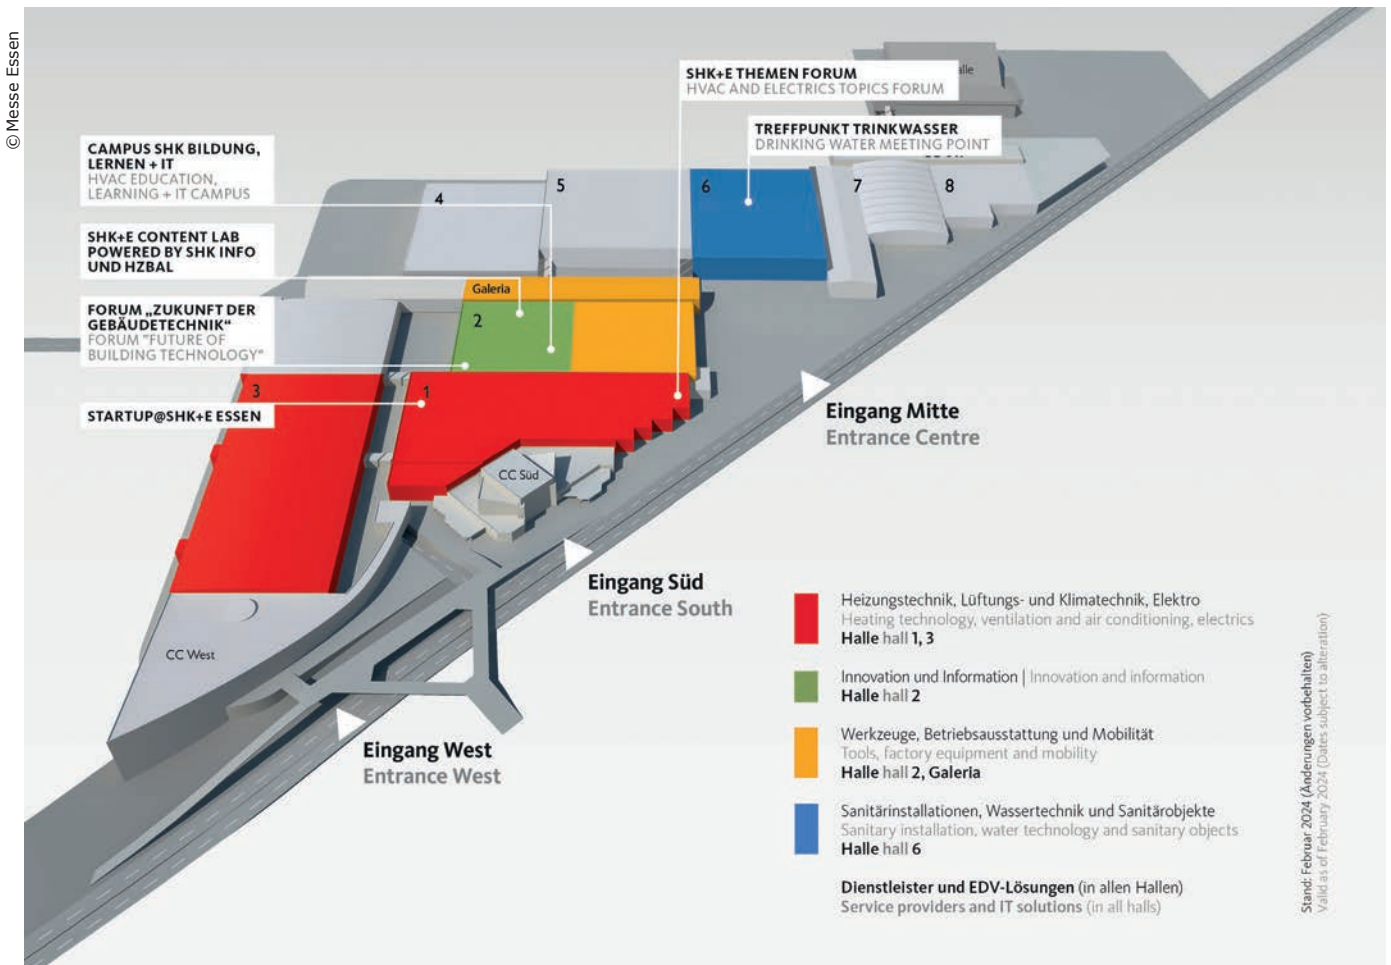 © Messe Essen
SHK+E THEMEN FORUM
HVAC AND ELECTRICS TOPICS FORUM
alle
TREFFPUNKT TRINKWASSER
DRINKING WATER MEETING POINT
CAMPUS SHK BILDUNG,
LERNEN + IT
HVAC EDUCATION,
LEARNING + IT CAMPUS
SHK+E CONTENT LAB
POWERED BY SHK INFO
UND HZBAL
FORUM „ZUKUNFT DER
GEBÄUDETECHNIK“
FORUM "FUTURE OF
BUILDING TECHNOLOGY"
STARTUP@SHK+E ESSEN
4
5
6
7
8
Galeria
2
3
1
CC Süd
CC West
Eingang Mitte
Entrance Centre
Eingang Süd
Entrance South
Eingang West
Entrance West
Heizungstechnik, Lüftungs- und Klimatechnik, Elektro
Heating technology, ventilation and air conditioning, electrics
Halle hall 1, 3
Innovation und Information | Innovation and information
Halle hall 2
Werkzeuge, Betriebsausstattung und Mobilität
Tools, factory equipment and mobility
Halle hall 2, Galeria
Sanitärinstallationen, Wassertechnik und Sanitärobjekte
Sanitary installation, water technology and sanitary objects
Halle hall 6
Dienstleister und EDV-Lösungen (in allen Hallen)
Service providers and IT solutions (in all halls)
Stand: Februar 2024 (Änderungen vorbehalten)
Valid as of February 2024 (Dates subject to alteration)